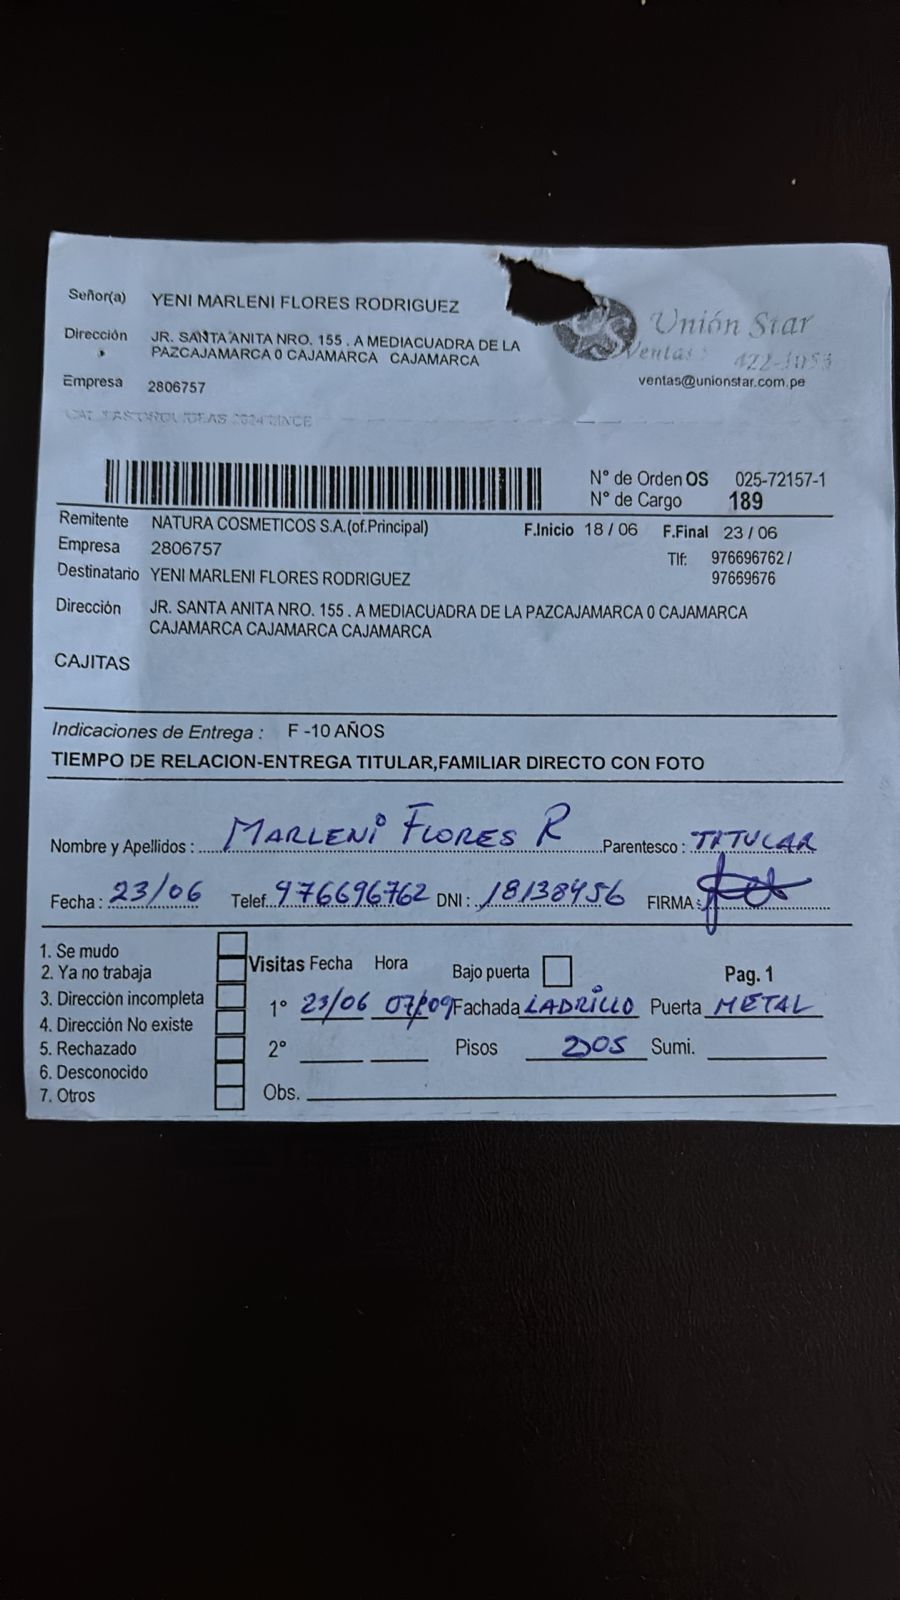 Señor(a) YENI MARLENI FLORES RODRIGUEZ
Dirección JR. SANTA ANITA NRO. 155 . A MEDIACUADRA DE LA
PAZCAJAMARCA 0 CAJAMARCA CAJAMARCA
Empresa 2806757
Unión Star
Ventas :
ventas@unionstar.com.pe
N° de Orden OS 025-72157-1
N° de Cargo 189
Remitente NATURA COSMETICOS S.A.(of.Principal) F.Inicio 18 / 06 F.Final 23 / 06
Empresa 2806757 Tlf: 976696762 /
97669676
Destinatario YENI MARLENI FLORES RODRIGUEZ
Dirección JR. SANTA ANITA NRO. 155 . A MEDIACUADRA DE LA PAZCAJAMARCA 0 CAJAMARCA
CAJAMARCA CAJAMARCA CAJAMARCA
CAJITAS
Indicaciones de Entrega : F -10 AÑOS
TIEMPO DE RELACION-ENTREGA TITULAR,FAMILIAR DIRECTO CON FOTO
Nombre y Apellidos : MARLENI FLORES R Parentesco : TITULAR
Fecha : 23/06 Telef. 976696762 DNI : 18138956 FIRMA :
1. Se mudo
2. Ya no trabaja
3. Dirección incompleta
4. Dirección No existe
5. Rechazado
6. Desconocido
7. Otros
Visitas Fecha Hora Bajo puerta Pag. 1
1° 23/06 Fachada LADRILLO Puerta METAL
2° Pisos DOS Sumi.
Obs.